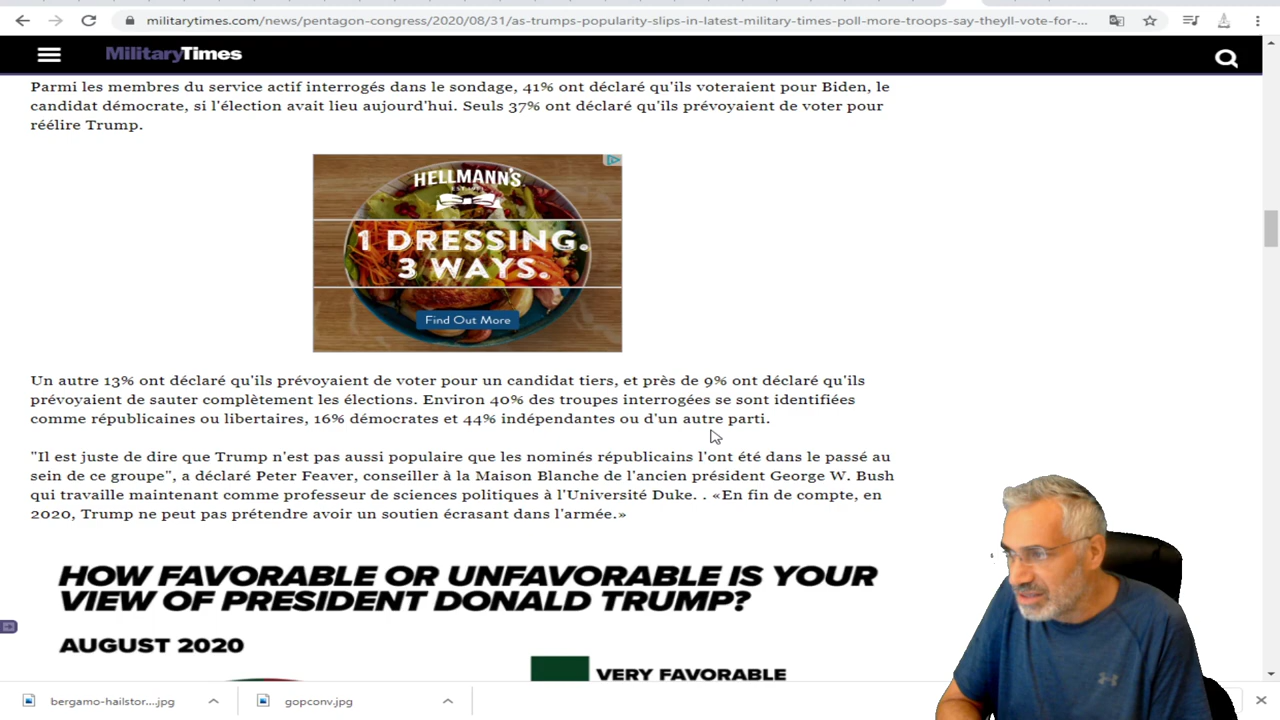 militarytimes.com/news/pentagon-congress/2020/08/31/as-trumps-popularity-slips-in-latest-military-times-poll-more-troops-say-theyll-vote-for-...
MilitaryTimes
Parmi les membres du service actif interrogés dans le sondage, 41% ont déclaré qu'ils voteraient pour Biden, le
candidat démocrate, si l'élection avait lieu aujourd'hui. Seuls 37% ont déclaré qu'ils prévoyaient de voter pour
réélire Trump.
HELLMANN'S
1 DRESSING.
3 WAYS.
Find Out More
Un autre 13% ont déclaré qu'ils prévoyaient de voter pour un candidat tiers, et près de 9% ont déclaré qu'ils
prévoyaient de sauter complètement les élections. Environ 40% des troupes interrogées se sont identifiées
comme républicaines ou libertaires, 16% démocrates et 44% indépendantes ou d'un autre parti.
"Il est juste de dire que Trump n'est pas aussi populaire que les nominés républicains l'ont été dans le passé au
sein de ce groupe", a déclaré Peter Feaver, conseiller à la Maison Blanche de l'ancien président George W. Bush
qui travaille maintenant comme professeur de sciences politiques à l'Université Duke. . «En fin de compte, en
2020, Trump ne peut pas prétendre avoir un soutien écrasant dans l'armée.»
HOW FAVORABLE OR UNFAVORABLE IS YOUR
VIEW OF PRESIDENT DONALD TRUMP?
AUGUST 2020
VERY FAVORABLE
bergamo-hailstor....jpg
gopconv.jpg